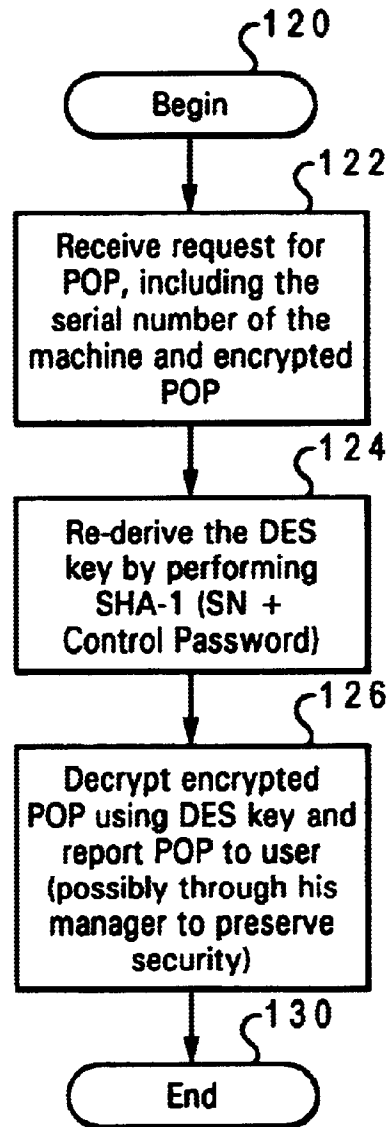 120
Begin
122
Receive request for
POP, including the
serial number of the
machine and encrypted
POP
124
Re-derive the DES
key by performing
SHA-1 (SN +
Control Password)
126
Decrypt encrypted
POP using DES key and
report POP to user
(possibly through his
manager to preserve
security)
130
End